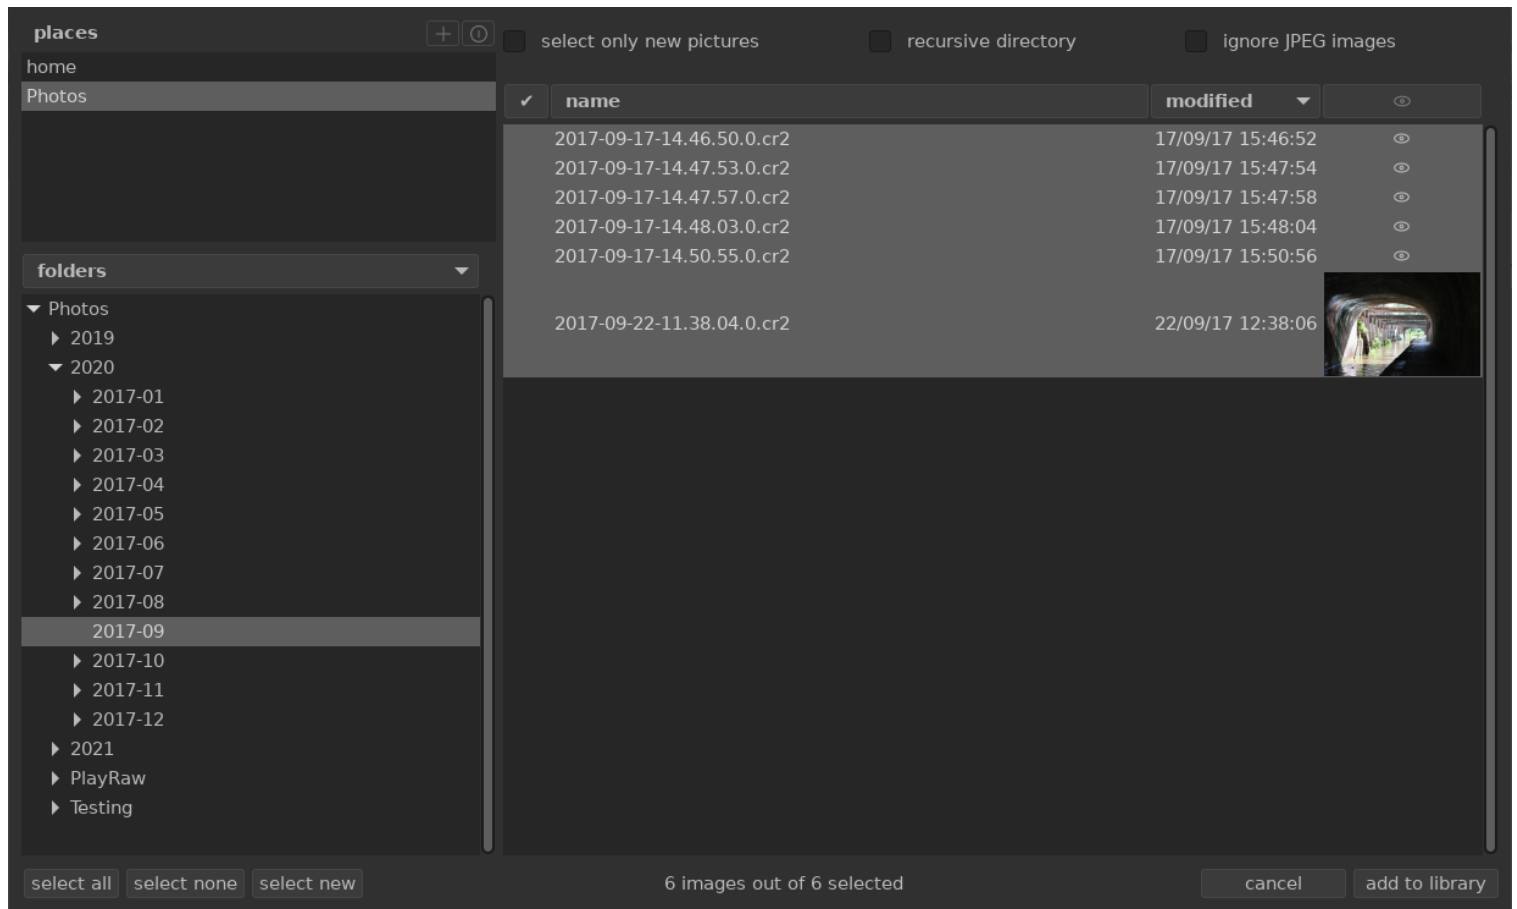 places
home
Photos
folders
Photos
2019
2020
2017-01
2017-02
2017-03
2017-04
2017-05
2017-06
2017-07
2017-08
2017-09
2017-10
2017-11
2017-12
2021
PlayRaw
Testing
select only new pictures recursive directory ignore JPEG images
✔ name modified
2017-09-17-14.46.50.0.cr2 17/09/17 15:46:52
2017-09-17-14.47.53.0.cr2 17/09/17 15:47:54
2017-09-17-14.47.57.0.cr2 17/09/17 15:47:58
2017-09-17-14.48.03.0.cr2 17/09/17 15:48:04
2017-09-17-14.50.55.0.cr2 17/09/17 15:50:56
2017-09-22-11.38.04.0.cr2 22/09/17 12:38:06
select all select none select new 6 images out of 6 selected cancel add to library